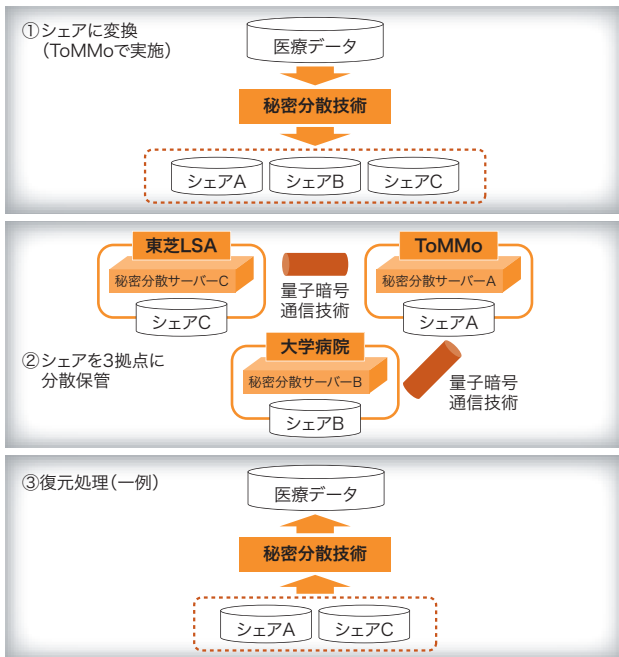 ①シェアに変換
（ToMMoで実施）
医療データ
秘密分散技術
シェアA
シェアB
シェアC
東芝LSA
秘密分散サーバーC
シェアC
量子暗号
通信技術
ToMMo
秘密分散サーバーA
シェアA
②シェアを3拠点に
分散保管
大学病院
秘密分散サーバーB
シェアB
量子暗号
通信技術
③復元処理（一例）
医療データ
秘密分散技術
シェアA
シェアC